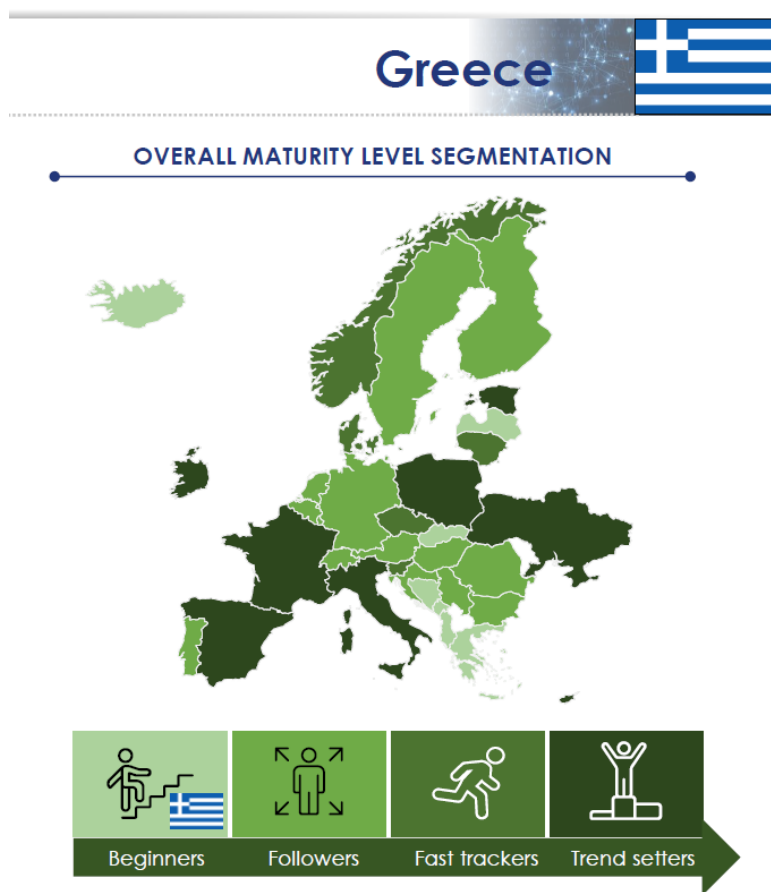 Greece
OVERALL MATURITY LEVEL SEGMENTATION
Beginners
Followers
Fast trackers
Trend setters